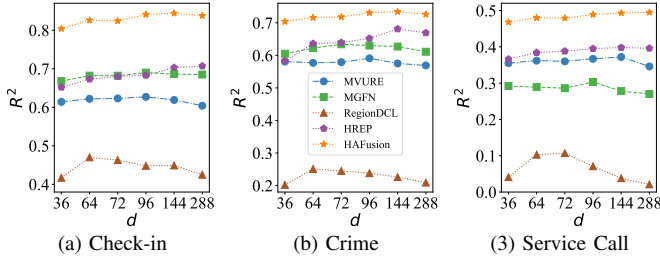 R²
0.8
0.7
0.6
0.5
0.4
36 64 72 96 144 288
d
(a) Check-in
R²
0.7
0.6
0.5
0.4
0.3
0.2
MVURE
MGFN
RegionDCL
HREP
HAFusion
36 64 72 96 144 288
d
(b) Crime
R²
0.5
0.4
0.3
0.2
0.1
0.0
36 64 72 96 144 288
d
(3) Service Call